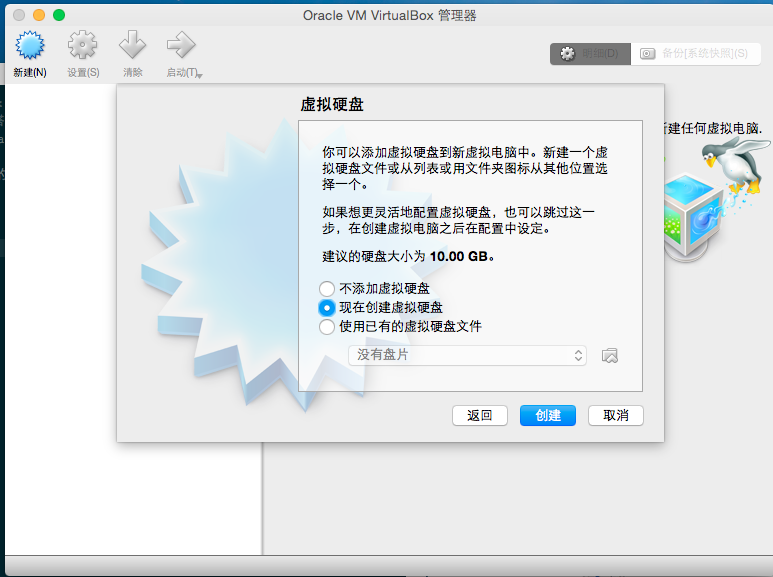 Oracle VM VirtualBox 管理器
新建(N)
设置(S)
清除
启动(T)
明细(D)
备份[系统快照](S)
虚拟硬盘
建任何虚拟电脑.
你可以添加虚拟硬盘到新虚拟电脑中。新建一个虚
拟硬盘文件或从列表或用文件夹图标从其他位置选
择一个。
如果想更灵活地配置虚拟硬盘，也可以跳过这一
步，在创建虚拟电脑之后在配置中设定。
建议的硬盘大小为 10.00 GB。
不添加虚拟硬盘
现在创建虚拟硬盘
使用已有的虚拟硬盘文件
没有盘片
返回
创建
取消